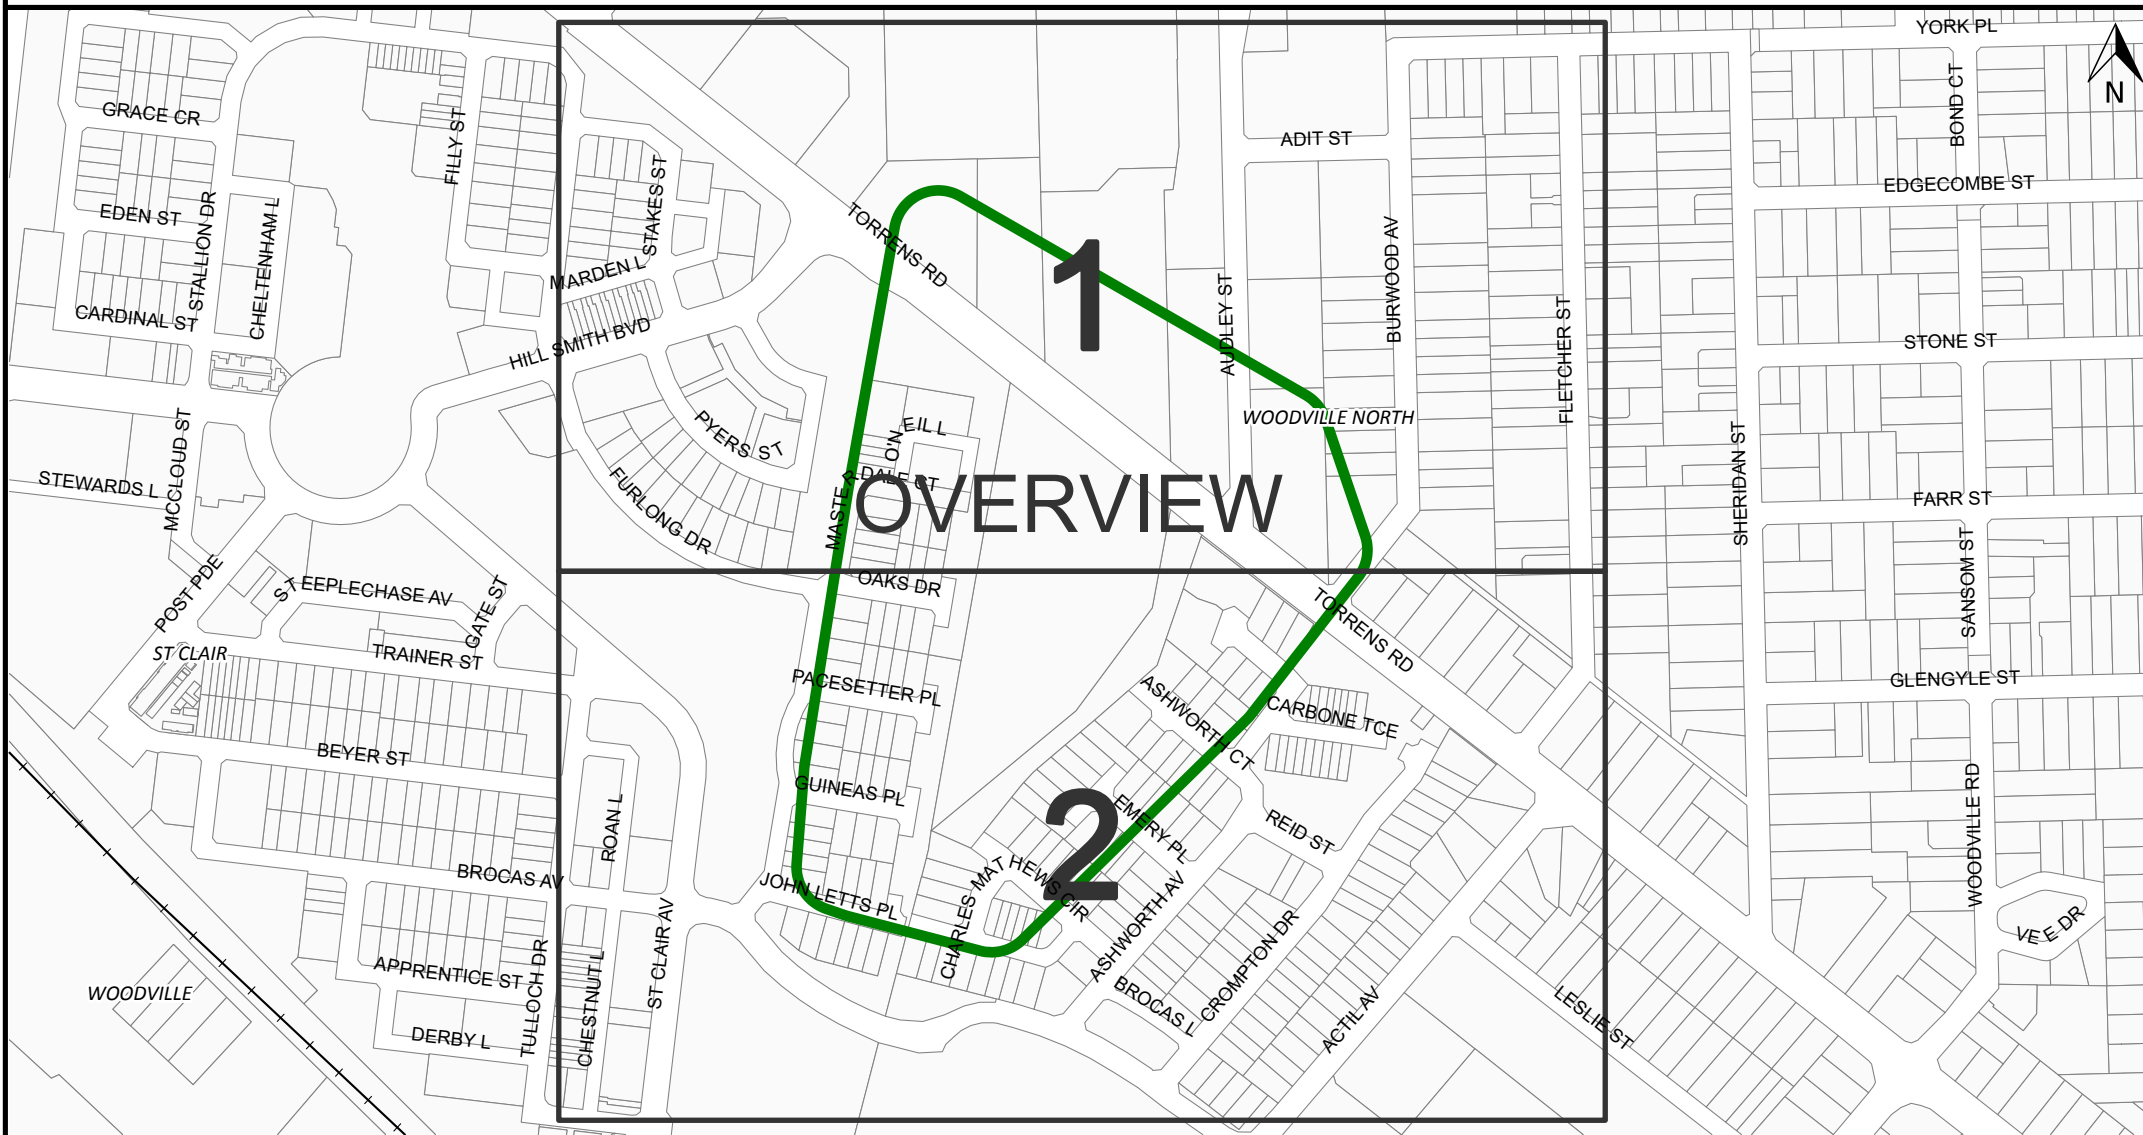 YORK PL
N
GRACE CR
FILLY ST
BOND CT
ADIT ST
EDGECOMBE ST
EDEN ST
STALLION DR
CHELTENHAM L
STAKES ST
TORRENS RD
1
MARDEN L
BURWOOD AV
AUDLEY ST
CARDINAL ST
HILL SMITH BVD
FLETCHER ST
STONE ST
WOODVILLE NORTH
PYERS ST
O'NEIL L
DALE CT
MCCLOUD ST
STEWARDS L
FURLONG DR
MASTER
OVERVIEW
SHERIDAN ST
FARR ST
POST PDE
STEEPLECHASE AV
GATE ST
OAKS DR
TORRENS RD
SANSOM ST
ST CLAIR
TRAINER ST
PACESETTER PL
ASHWORTH CT
CARBONE TCE
GLENGYLE ST
BEYER ST
GUINEAS PL
ROAN L
EMERY PL
2
REID ST
WOODVILLE RD
BROCAS AV
JOHN LETTS PL
CHARLES MATHEWS CIR
ASHWORTH AV
CROMPTON DR
VEE DR
WOODVILLE
APPRENTICE ST
TULLOCH DR
CHESTNUT L
ST CLAIR AV
BROCAS L
ACTIL AV
LESLIE ST
DERBY L